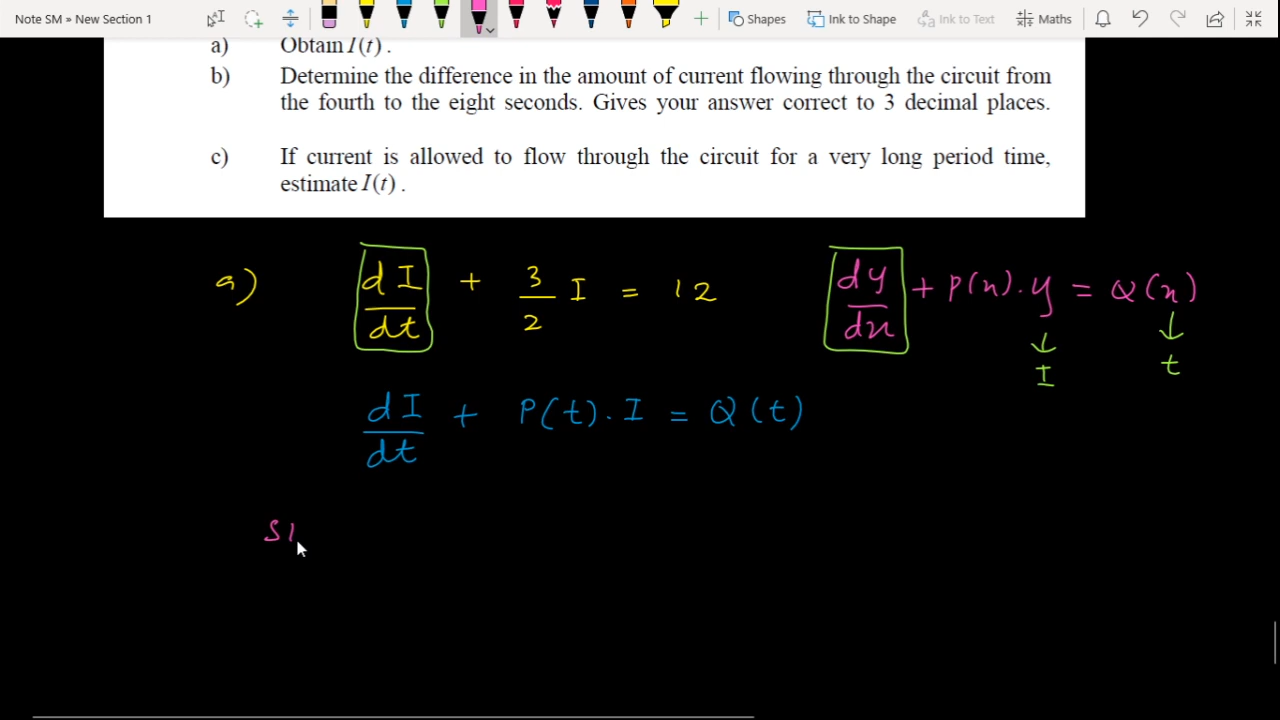 Note SM » New Section 1
Shapes Ink to Shape Ink to Text Maths
a) Obtain I(t).
b) Determine the difference in the amount of current flowing through the circuit from
the fourth to the eight seconds. Gives your answer correct to 3 decimal places.
c) If current is allowed to flow through the circuit for a very long period time,
estimate I(t).
a) dI/dt + 3/2 I = 12
dy/dx + P(x).y = Q(x)
↓ ↓
I t
dI/dt + P(t).I = Q(t)